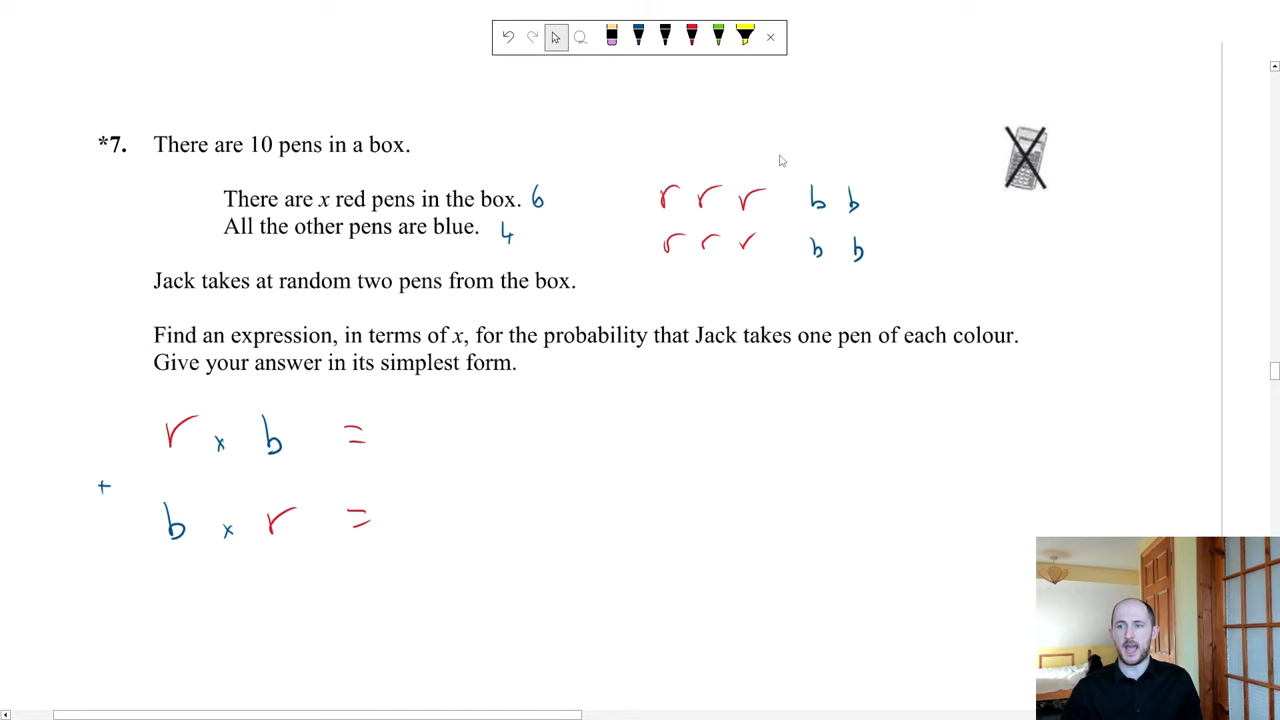 *7. There are 10 pens in a box.
There are x red pens in the box. 6
All the other pens are blue. 4
r r r b b
r r r b b
Jack takes at random two pens from the box.
Find an expression, in terms of x, for the probability that Jack takes one pen of each colour.
Give your answer in its simplest form.
r x b =
+
b x r =